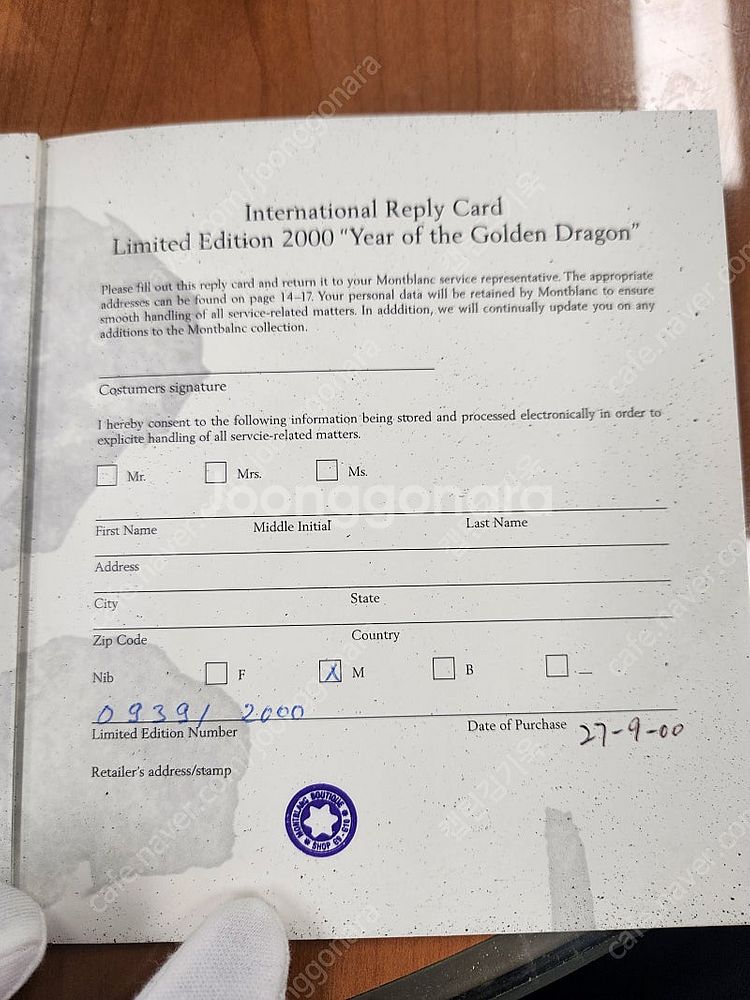 International Reply Card
Limited Edition 2000 "Year of the Golden Dragon"
Please fill out this reply card and return it to your Montblanc service representative. The appropriate
addresses can be found on page 14–17. Your personal data will be retained by Montblanc to ensure
smooth handling of all service-related matters. In adddition, we will continually update you on any
additions to the Montbalnc collection.
Costumers signature
I hereby consent to the following information being stored and processed electronically in order to
explicite handling of all servcie-related matters.
Mr. Mrs. Ms.
Joonggonara
First Name Middle Initial Last Name
Address
City State
Zip Code Country
Nib F X M B
0939/ 2000
Limited Edition Number Date of Purchase 27-9-00
Retailer's address/stamp
MONTBLANC BOUTIQUE
SHOP G9-G10